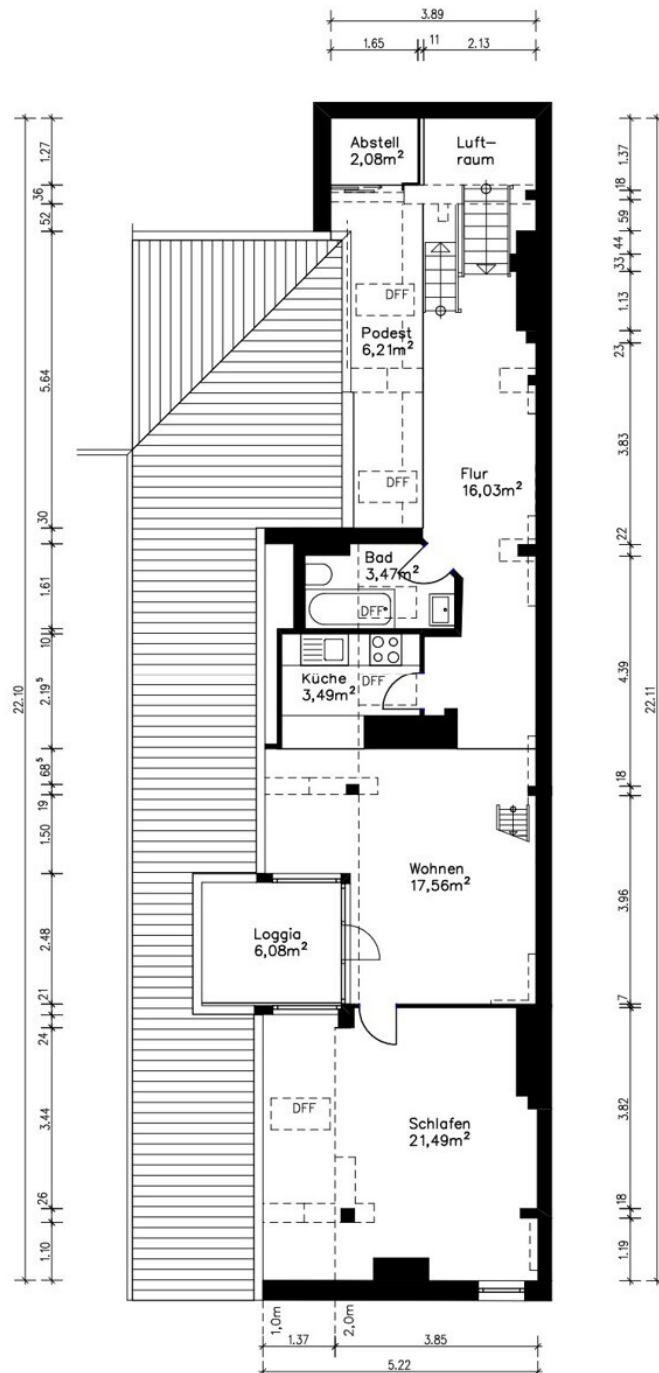 3.89
1.65
11
2.13
Abstell
2,08m²
Luft–
raum
DFF
Podest
6,21m²
Flur
16,03m²
DFF
Bad
3,47m²
DFF
Küche
3,49m²
DFF
Wohnen
17,56m²
Loggia
6,08m²
DFF
Schlafen
21,49m²
1.27
36
52
5.64
30
1.61
10
2.19⁵
68⁵
19
1.50
2.48
21
24
3.44
26
1.10
22.10
1.37
18
59
44
33
1.13
23
3.83
22
4.39
18
3.96
7
3.82
18
1.19
22.11
1,0m
2,0m
1.37
3.85
5.22